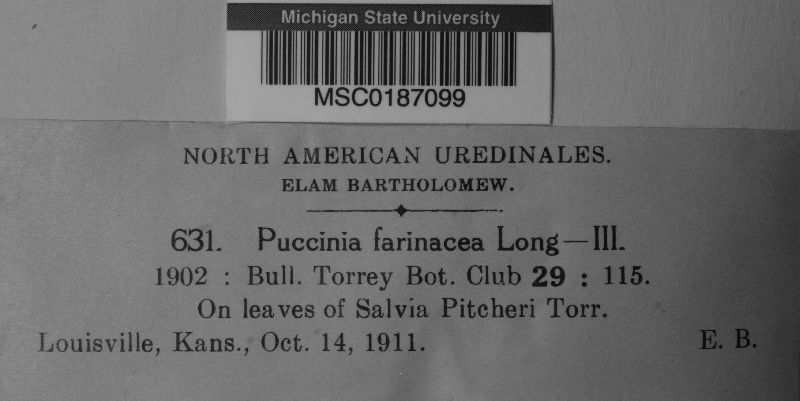 Michigan State University
MSC0187099
NORTH AMERICAN UREDINALES.
ELAM BARTHOLOMEW.
631. Puccinia farinacea Long—III.
1902 : Bull. Torrey Bot. Club 29 : 115.
On leaves of Salvia Pitcheri Torr.
Louisville, Kans., Oct. 14, 1911. E. B.